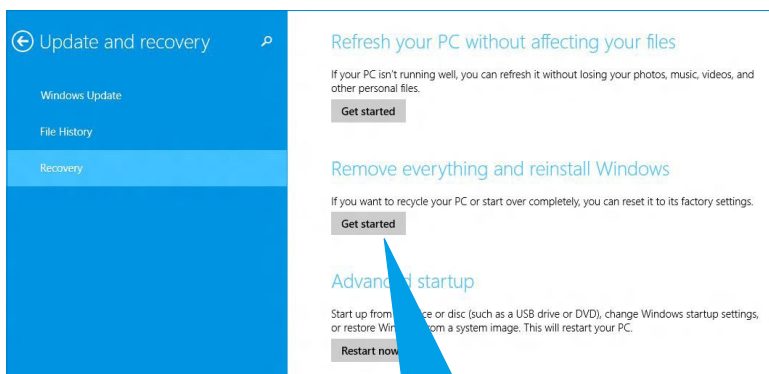 Update and recovery
Windows Update
File History
Recovery
Refresh your PC without affecting your files
If your PC isn't running well, you can refresh it without losing your photos, music, videos, and
other personal files.
Get started
Remove everything and reinstall Windows
If you want to recycle your PC or start over completely, you can reset it to its factory settings.
Get started
Advanced startup
Start up from or disc (such as a USB drive or DVD), change Windows startup settings,
or restore from a system image. This will restart your PC.
Restart now